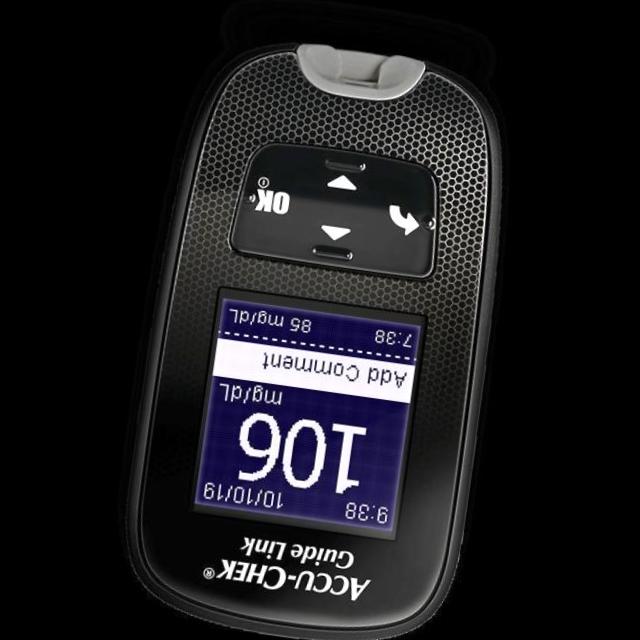 ACCU-CHEK®
Guide Link
9:38 10/10/19
106
mg/dL
Add Comment
7:38 85 mg/dL
OK